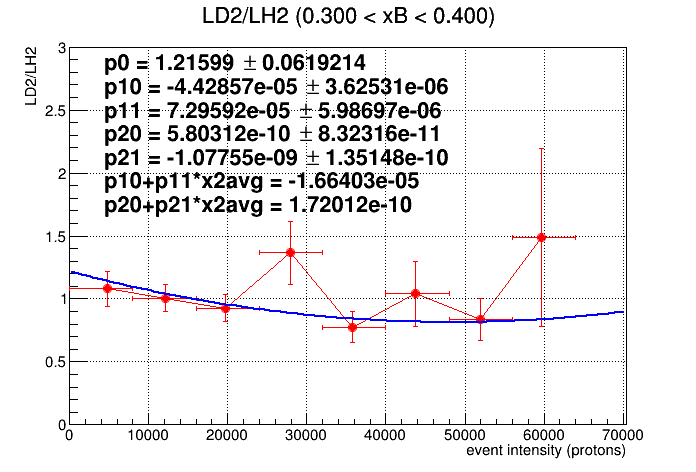 LD2/LH2 (0.300 < xB < 0.400)
LD2/LH2
3
2.5
2
1.5
1
0.5
0
p0 = 1.21599 ± 0.0619214
p10 = -4.42857e-05 ± 3.62531e-06
p11 = 7.29592e-05 ± 5.98697e-06
p20 = 5.80312e-10 ± 8.32316e-11
p21 = -1.07755e-09 ± 1.35148e-10
p10+p11*x2avg = -1.66403e-05
p20+p21*x2avg = 1.72012e-10
0 10000 20000 30000 40000 50000 60000 70000
event intensity (protons)